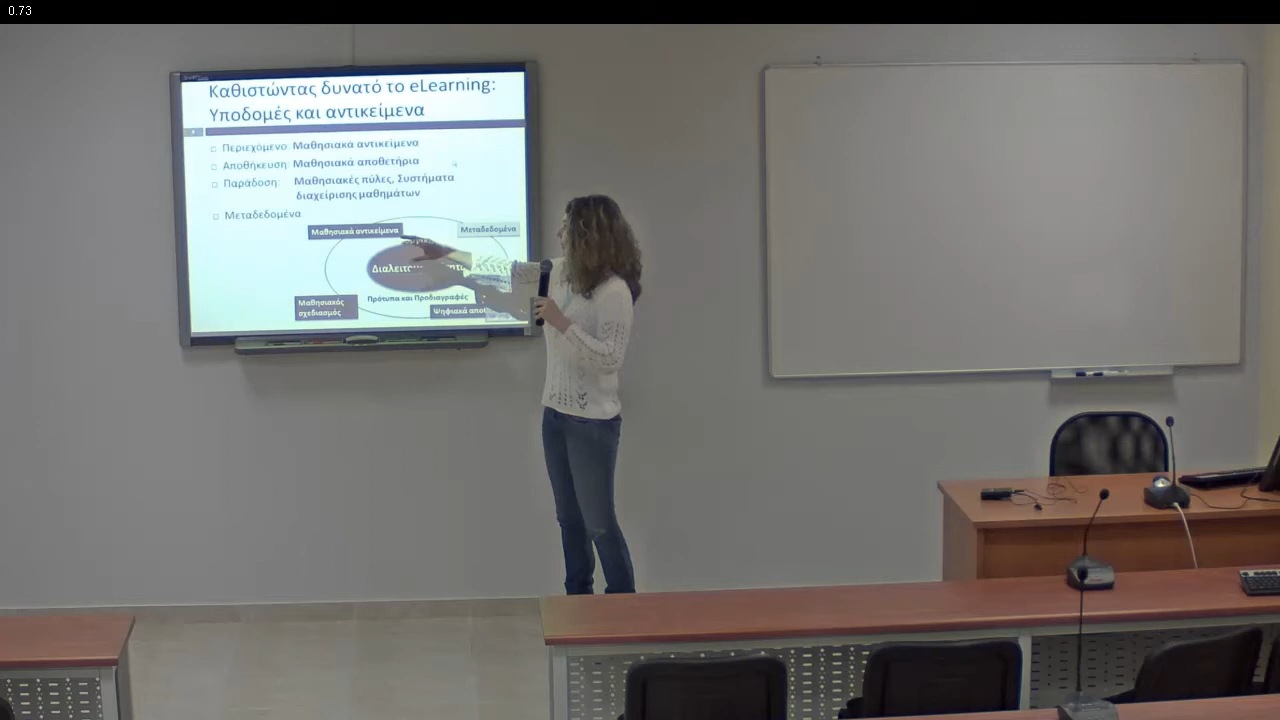 0.73
Καθιστώντας δυνατό το eLearning:
Υποδομές και αντικείμενα
Περιεχόμενο: Μαθησιακά αντικείμενα
Αποθήκευση: Μαθησιακά αποθετήρια
Παράδοση: Μαθησιακές πύλες, Συστήματα
διαχείρισης μαθημάτων
Μεταδεδομένα
Μαθησιακά αντικείμενα
Μεταδεδομένα
Πρότυπα και Προδιαγραφές
Μαθησιακός
σχεδιασμός
Ψηφιακά